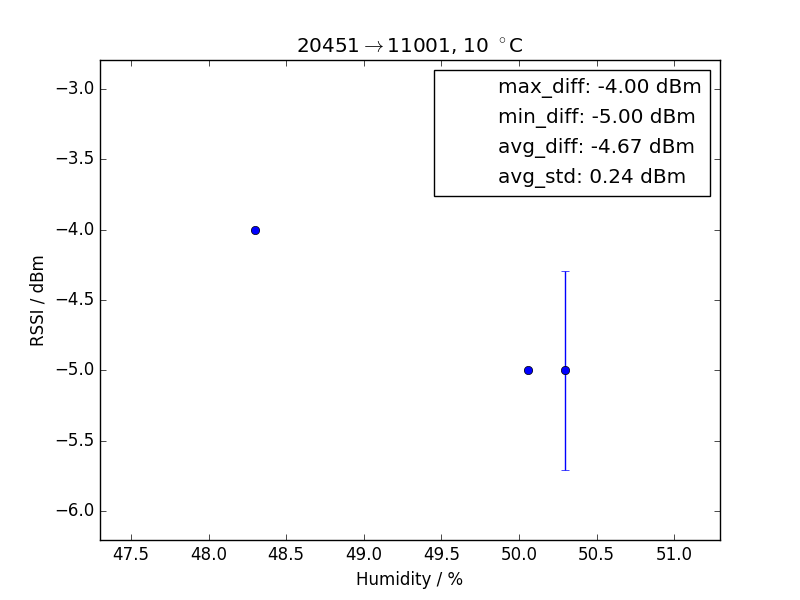 20451→11001, 10 °C
max_diff: -4.00 dBm
min_diff: -5.00 dBm
avg_diff: -4.67 dBm
avg_std: 0.24 dBm
−3.0
−3.5
−4.0
−4.5
−5.0
−5.5
−6.0
RSSI / dBm
47.5 48.0 48.5 49.0 49.5 50.0 50.5 51.0
Humidity / %